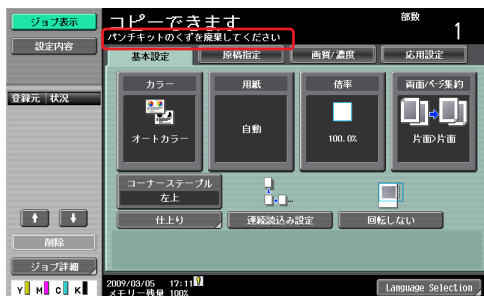 ジョブ表示
設定内容
登録元 状況
削除
ジョブ詳細
Y M C K
コピーできます
パンチキットのくずを廃棄してください
部数
1
基本設定
原稿指定
画質/濃度
応用設定
カラー
オートカラー
用紙
自動
倍率
100.0%
両面/ページ集約
片面>片面
コーナーステープル
左上
仕上り
連続読込み設定
回転しない
2009/03/05 17:11
メモリー残量 100%
Language Selection